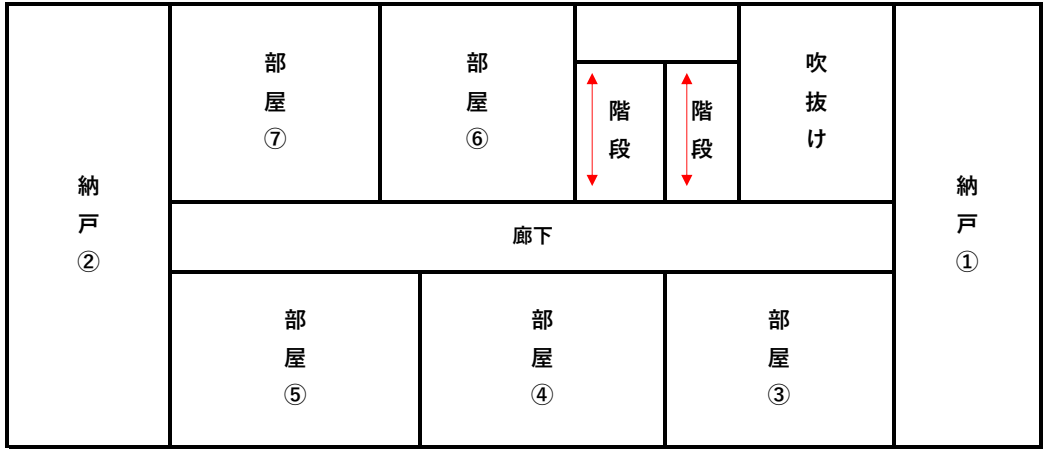 部屋⑦
部屋⑥
階段
階段
吹抜け
納戸②
納戸①
廊下
部屋⑤
部屋④
部屋③